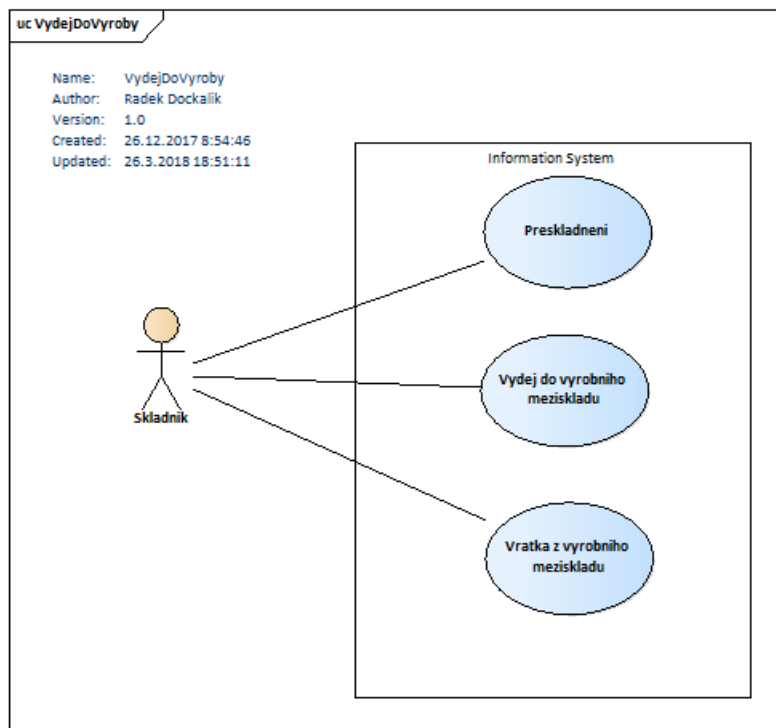 uc VydejDoVyroby
Name: VydejDoVyroby
Author: Radek Dockalik
Version: 1.0
Created: 26.12.2017 8:54:46
Updated: 26.3.2018 18:51:11
Information System
Preskladneni
Vydej do vyrobniho
meziskladu
Skladnik
Vratka z vyrobniho
meziskladu